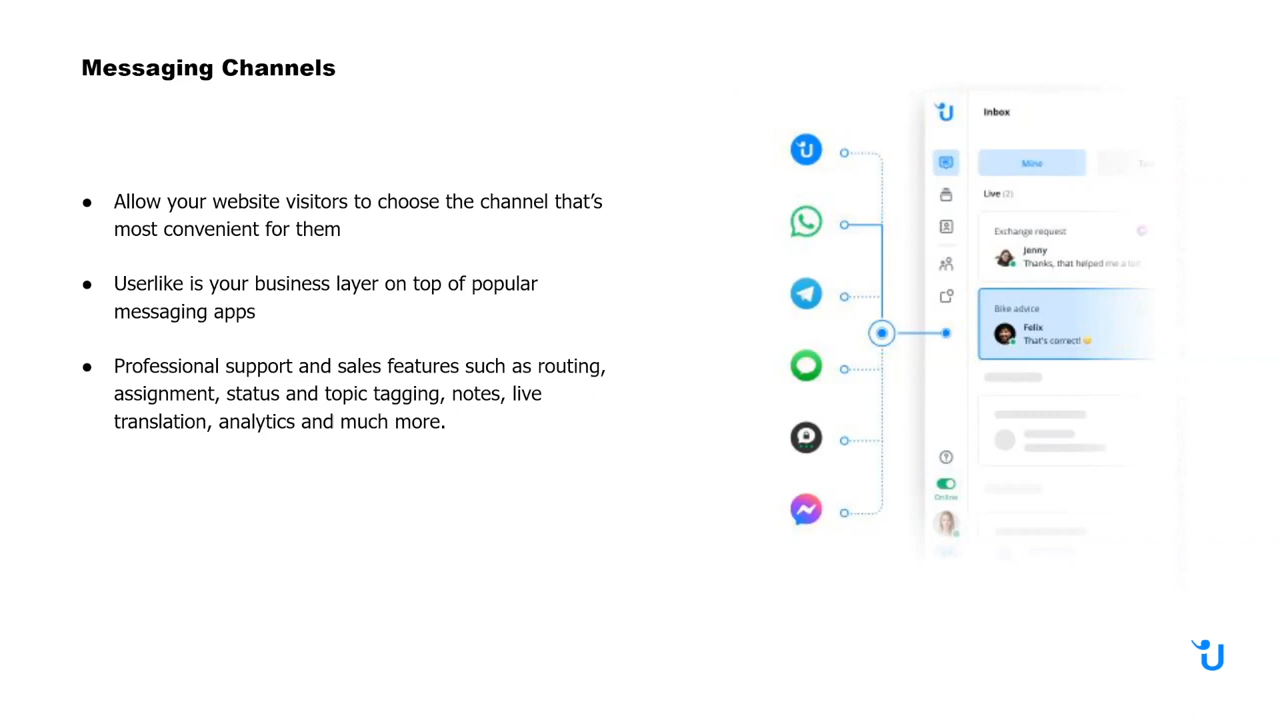 Messaging Channels
● Allow your website visitors to choose the channel that’s
most convenient for them
● Userlike is your business layer on top of popular
messaging apps
● Professional support and sales features such as routing,
assignment, status and topic tagging, notes, live
translation, analytics and much more.
Inbox
Mine
Live (2)
Exchange request
Jenny
Thanks, that helped me a
Bike advice
Felix
That's correct! 😊
Online